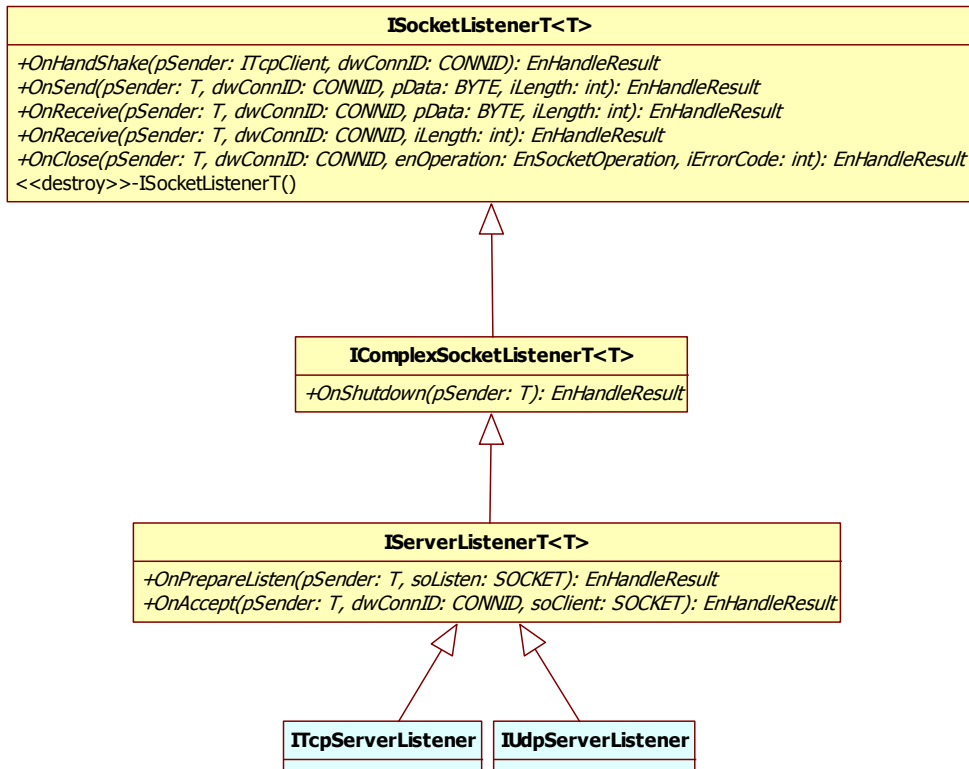 ISocketListenerT<T>
+OnHandShake(pSender: ITcpClient, dwConnID: CONNID): EnHandleResult
+OnSend(pSender: T, dwConnID: CONNID, pData: BYTE, iLength: int): EnHandleResult
+OnReceive(pSender: T, dwConnID: CONNID, pData: BYTE, iLength: int): EnHandleResult
+OnReceive(pSender: T, dwConnID: CONNID, iLength: int): EnHandleResult
+OnClose(pSender: T, dwConnID: CONNID, enOperation: EnSocketOperation, iErrorCode: int): EnHandleResult
<<destroy>>-ISocketListenerT()
IComplexSocketListenerT<T>
+OnShutdown(pSender: T): EnHandleResult
IServerListenerT<T>
+OnPrepareListen(pSender: T, soListen: SOCKET): EnHandleResult
+OnAccept(pSender: T, dwConnID: CONNID, soClient: SOCKET): EnHandleResult
ITcpServerListener
IUdpServerListener